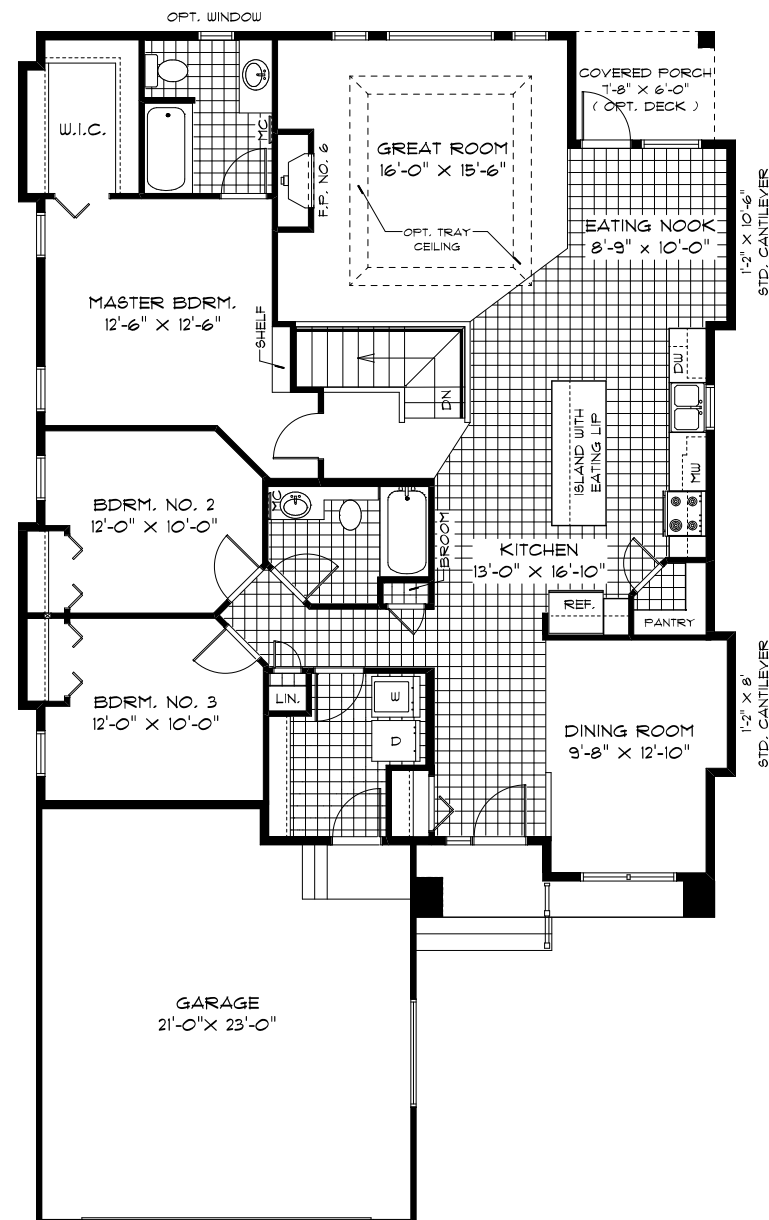 OPT. WINDOW
COVERED PORCH
7'-8" X 6'-0"
( OPT. DECK )
W.I.C.
MC
F.P. NO. 6
GREAT ROOM
16'-0" X 15'-6"
OPT. TRAY
CEILING
EATING NOOK
8'-9" x 10'-0"
1'-2" X 10'-6"
STD. CANTILEVER
MASTER BDRM.
12'-6" X 12'-6"
SHELF
DN
DW
ISLAND WITH
EATING LIP
MW
BDRM. NO. 2
12'-0" X 10'-0"
MC
BROOM
KITCHEN
13'-0" X 16'-10"
REF.
PANTRY
BDRM. NO. 3
12'-0" X 10'-0"
LIN.
W
D
DINING ROOM
9'-8" X 12'-10"
1'-2" X 8'
STD. CANTILEVER
GARAGE
21'-0"X 23'-0"